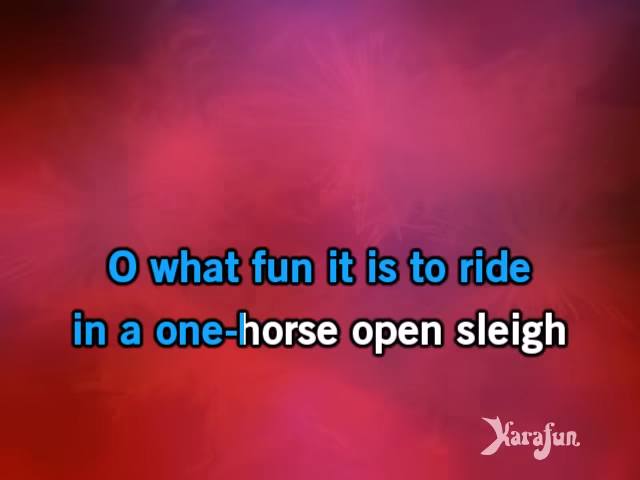 O what fun it is to ride
in a one-horse open sleigh
Karafun